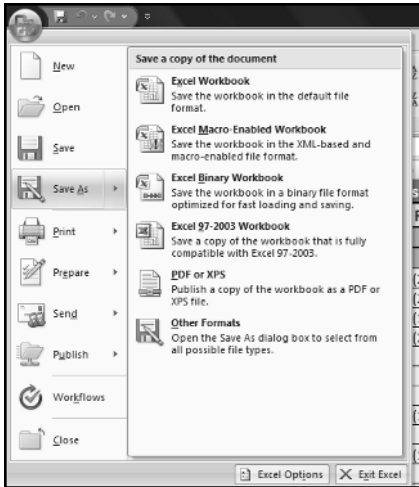 Save a copy of the document
New
Open
Save
Save As
Print
Prepare
Send
Publish
Workflows
Close
Excel Workbook
Save the workbook in the default file
format.
Excel Macro-Enabled Workbook
Save the workbook in the XML-based and
macro-enabled file format.
Excel Binary Workbook
Save the workbook in a binary file format
optimized for fast loading and saving.
Excel 97-2003 Workbook
Save a copy of the workbook that is fully
compatible with Excel 97-2003.
PDF or XPS
Publish a copy of the workbook as a PDF or
XPS file.
Other Formats
Open the Save As dialog box to select from
all possible file types.
Excel Options
Exit Excel